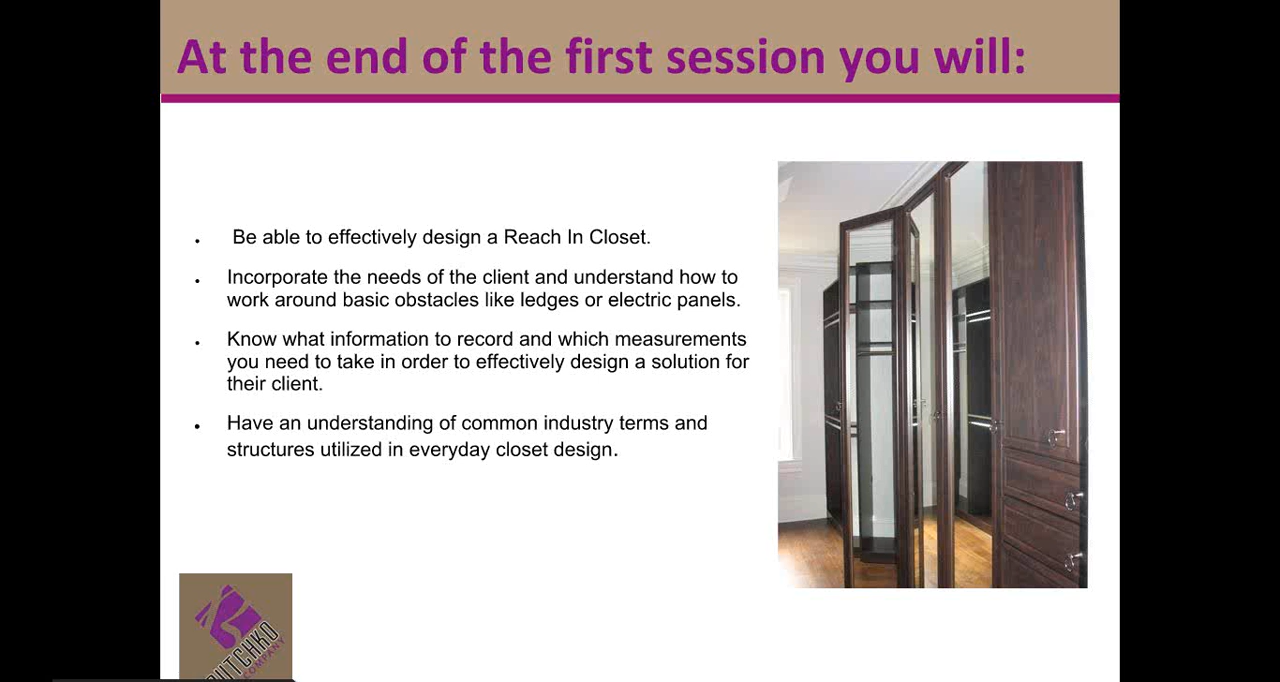 At the end of the first session you will:
• Be able to effectively design a Reach In Closet.
• Incorporate the needs of the client and understand how to
work around basic obstacles like ledges or electric panels.
• Know what information to record and which measurements
you need to take in order to effectively design a solution for
their client.
• Have an understanding of common industry terms and
structures utilized in everyday closet design.
COMPANY